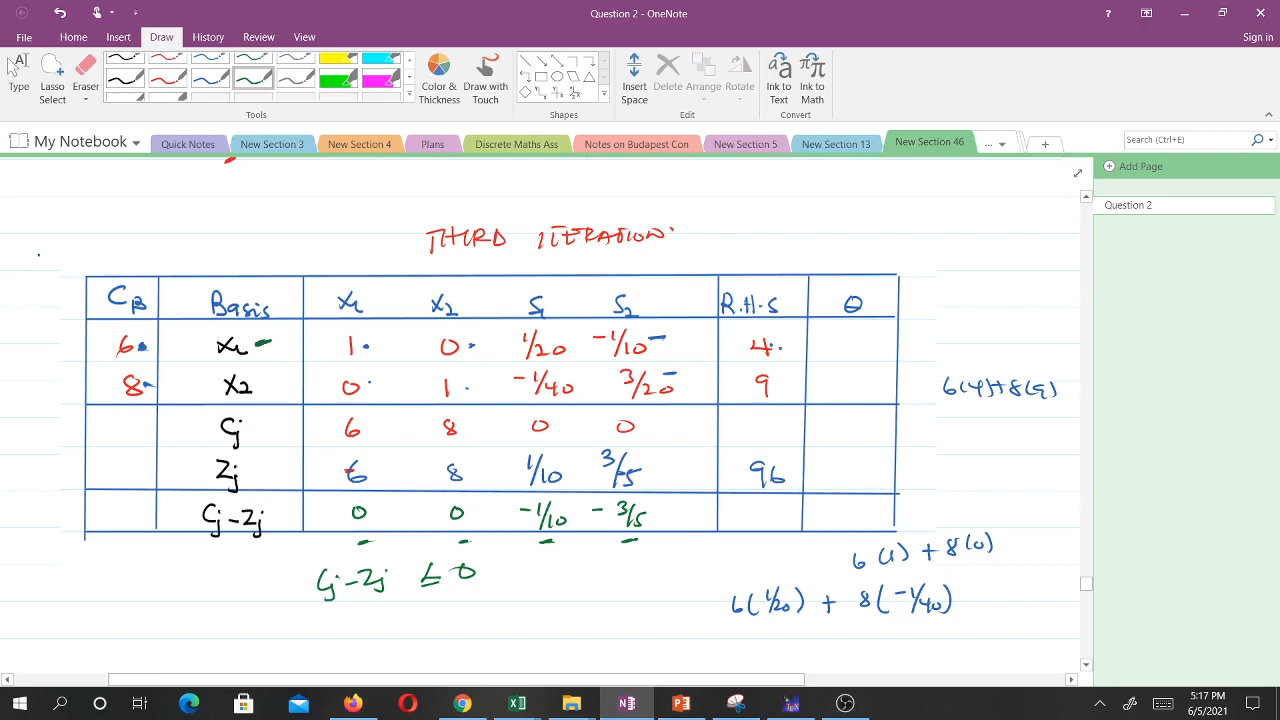 Question 2 - OneNote
? Sign in
File Home Insert Draw History Review View
Type Lasso Select Eraser Color & Thickness Draw with Touch Insert Space Delete Arrange Rotate Ink to Text Ink to Math
Tools Shapes Edit Convert
My Notebook Quick Notes New Section 3 New Section 4 Plans Discrete Maths Ass Notes on Budapest Con New Section 5 New Section 13 New Section 46 ... + Search (Ctrl+E)
Add Page
Question 2
THIRD ITERATION
CB Basis x1 x2 S1 S2 R.H.S θ
6 x1 1 0 1/20 -1/10 4
8 x2 0 1 -1/40 3/20 9 6(4)+8(9)
Cj 6 8 0 0
Zj 6 8 1/10 3/5 96
Cj-Zj 0 0 -1/10 -3/5
6(1) + 8(0)
Cj-Zj ≤ 0
6(1/20) + 8(-1/40)
5:17 PM
6/5/2021